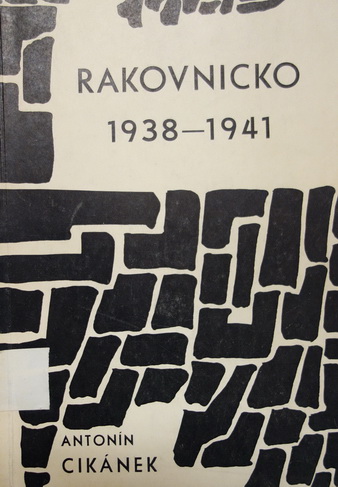 RAKOVNICKO
1938—1941
ANTONÍN
CIKÁNEK